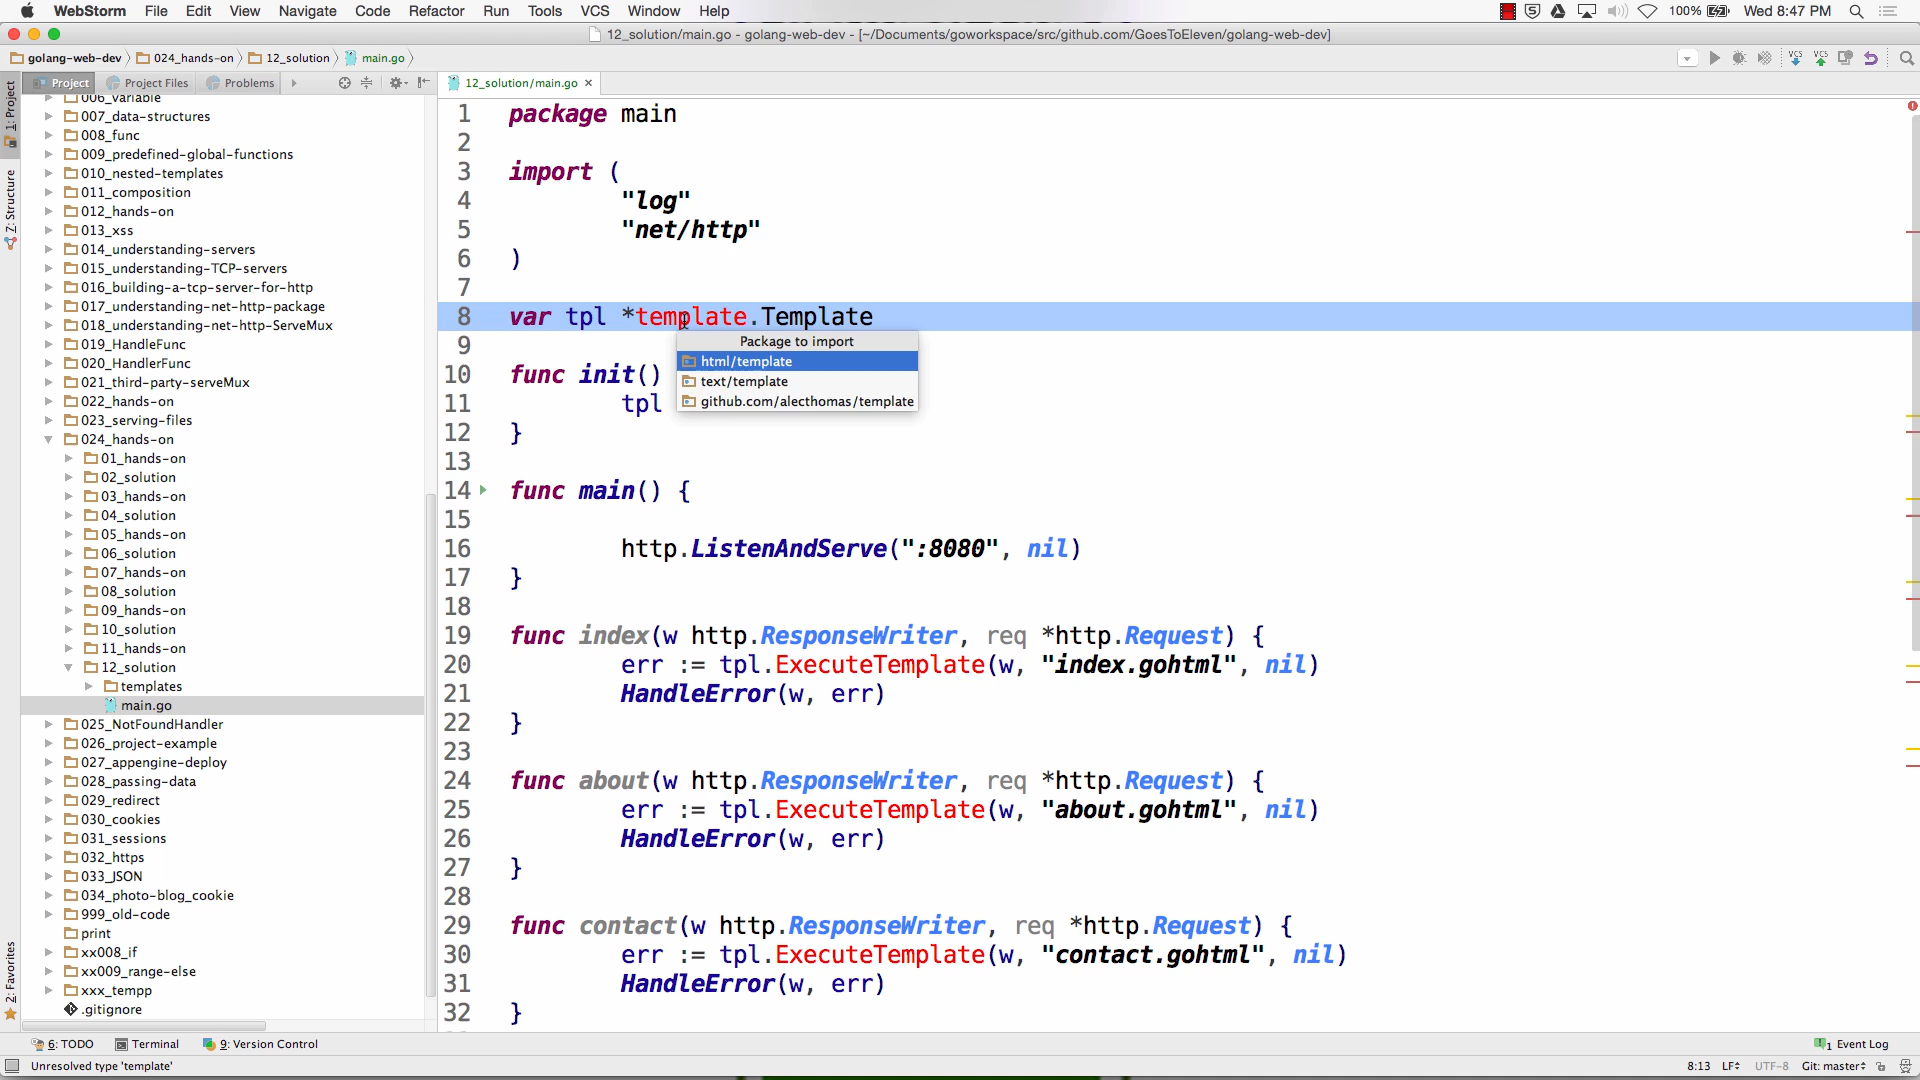 WebStorm File Edit View Navigate Code Refactor Run Tools VCS Window Help 100% Wed 8:47 PM
12_solution/main.go - golang-web-dev - [~/Documents/goworkspace/src/github.com/GoesToEleven/golang-web-dev]
golang-web-dev 024_hands-on 12_solution main.go
Project Project Files Problems
12_solution/main.go
1: Project
Z: Structure
2: Favorites
006_variable
007_data-structures
008_func
009_predefined-global-functions
010_nested-templates
011_composition
012_hands-on
013_xss
014_understanding-servers
015_understanding-TCP-servers
016_building-a-tcp-server-for-http
017_understanding-net-http-package
018_understanding-net-http-ServeMux
019_HandleFunc
020_HandlerFunc
021_third-party-serveMux
022_hands-on
023_serving-files
024_hands-on
01_hands-on
02_solution
03_hands-on
04_solution
05_hands-on
06_solution
07_hands-on
08_solution
09_hands-on
10_solution
11_hands-on
12_solution
templates
main.go
025_NotFoundHandler
026_project-example
027_appengine-deploy
028_passing-data
029_redirect
030_cookies
031_sessions
032_https
033_JSON
034_photo-blog_cookie
999_old-code
print
xx008_if
xx009_range-else
xxx_tempp
.gitignore
1 package main
2
3 import (
4 "log"
5 "net/http"
6 )
7
8 var tpl *template.Template
9
Package to import
html/template
text/template
github.com/alecthomas/template
10 func init()
11 tpl
12 }
13
14 func main() {
15
16 http.ListenAndServe(":8080", nil)
17 }
18
19 func index(w http.ResponseWriter, req *http.Request) {
20 err := tpl.ExecuteTemplate(w, "index.gohtml", nil)
21 HandleError(w, err)
22 }
23
24 func about(w http.ResponseWriter, req *http.Request) {
25 err := tpl.ExecuteTemplate(w, "about.gohtml", nil)
26 HandleError(w, err)
27 }
28
29 func contact(w http.ResponseWriter, req *http.Request) {
30 err := tpl.ExecuteTemplate(w, "contact.gohtml", nil)
31 HandleError(w, err)
32 }
6: TODO Terminal 9: Version Control 1 Event Log
Unresolved type 'template' 8:13 LF UTF-8 Git: master